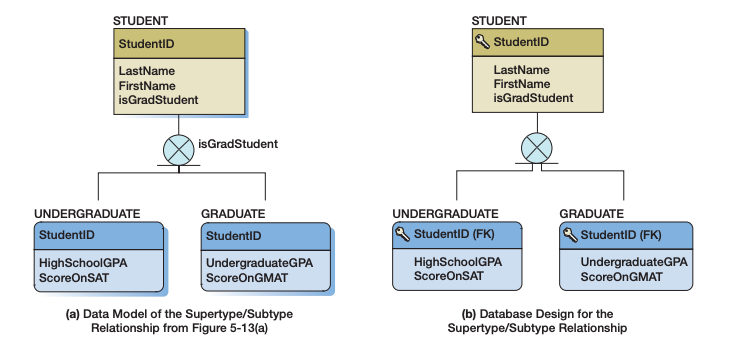 STUDENT
StudentID
LastName
FirstName
isGradStudent
isGradStudent
UNDERGRADUATE
StudentID
HighSchoolGPA
ScoreOnSAT
GRADUATE
StudentID
UndergraduateGPA
ScoreOnGMAT
(a) Data Model of the Supertype/Subtype
Relationship from Figure 5-13(a)
STUDENT
StudentID
LastName
FirstName
isGradStudent
UNDERGRADUATE
StudentID (FK)
HighSchoolGPA
ScoreOnSAT
GRADUATE
StudentID (FK)
UndergraduateGPA
ScoreOnGMAT
(b) Database Design for the
Supertype/Subtype Relationship